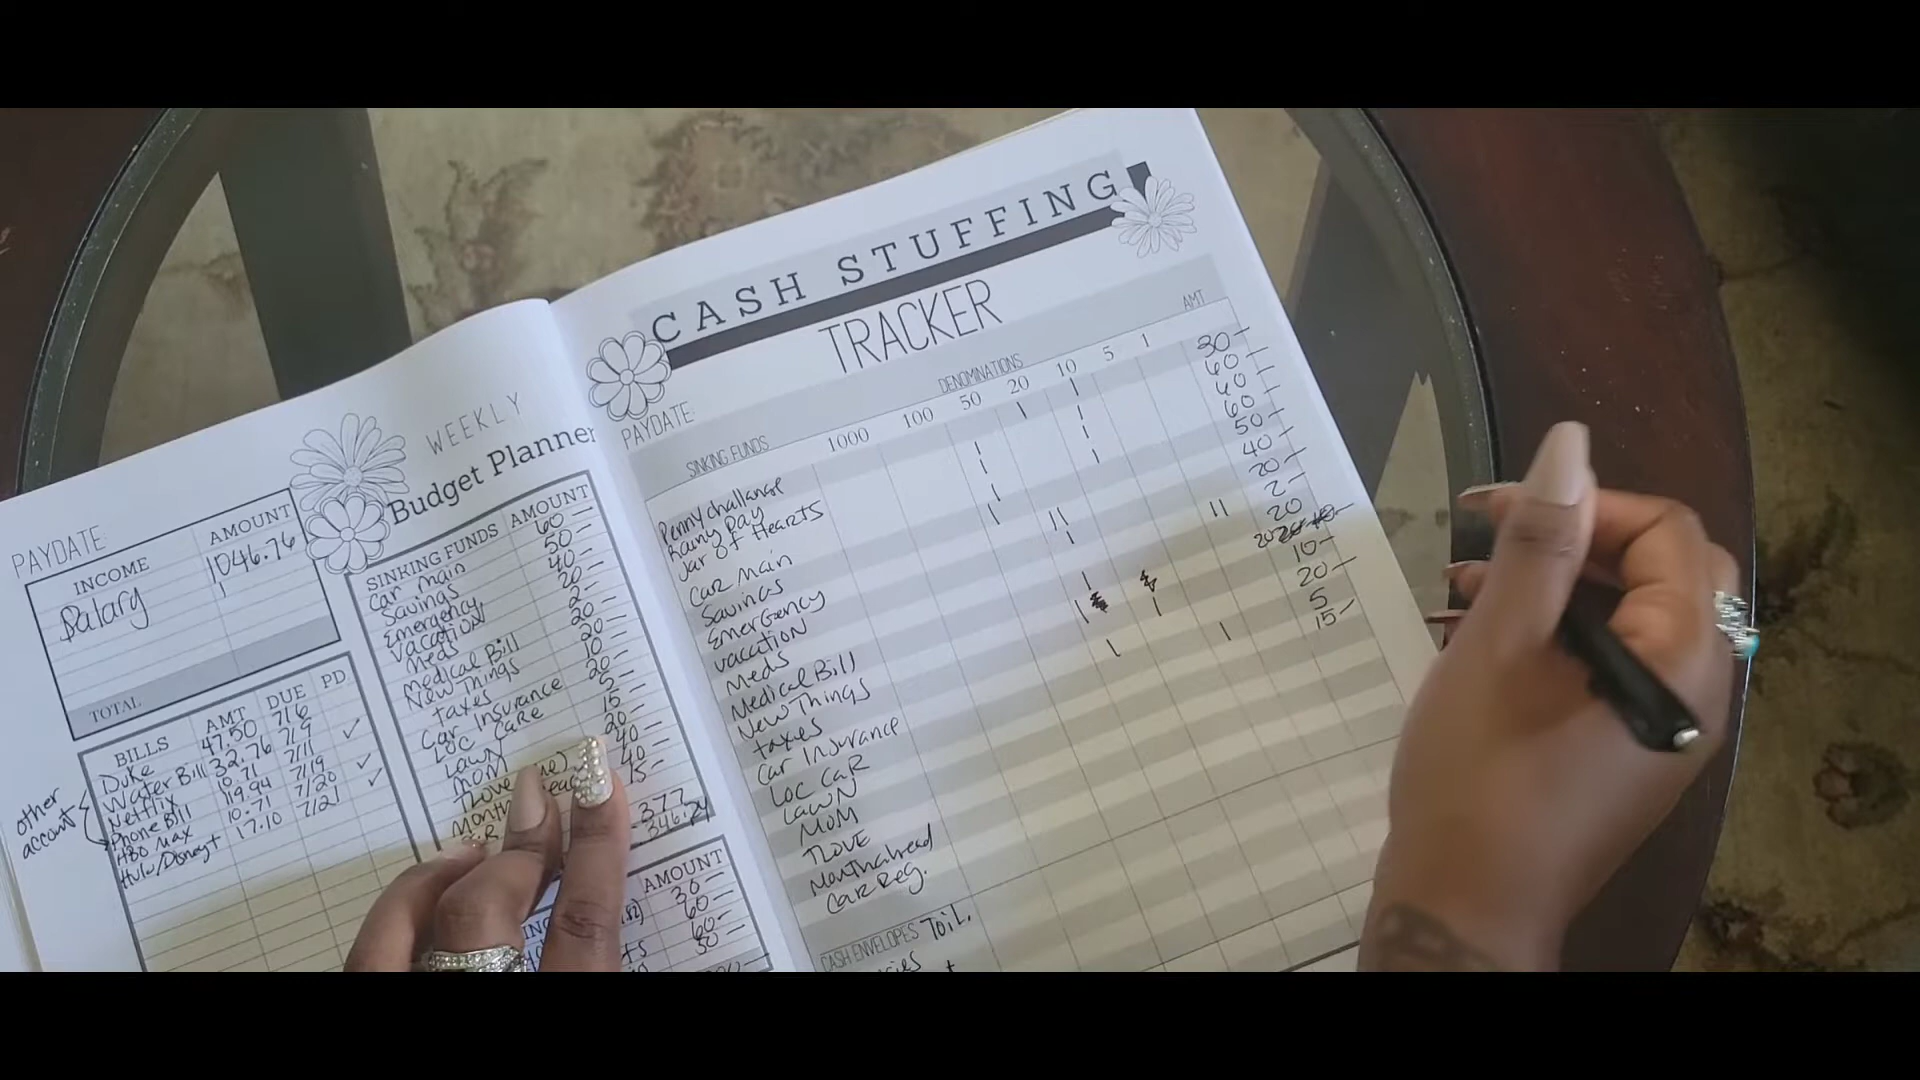 WEEKLY
Budget Planner
PAYDATE:
INCOME AMOUNT
Salary 1046.76
TOTAL
BILLS AMT DUE PD.
Duke 47.50 7/6
Water Bill 32.76 7/9 ✓
Netflix 10.71 7/11
Phone Bill 119.94 7/19 ✓
HBO Max 10.71 7/20 ✓
Hulu/Disney+ 17.10 7/21
other
account
SINKING FUNDS AMOUNT
Car Main 60-
Savings 50-
Emergency 40-
Vacation 20-
Meds 2-
Medical Bill 20-
New Things 20-
taxes 10-
Car Insurance 20-
Loc Care 5-
Lawn 15-
Mom 20-
40-
40-
15-
377
346.24
AMOUNT
30-
60-
60-
50-
CASH STUFFING
TRACKER
PAYDATE:
DENOMINATIONS
SINKING FUNDS 1000 100 50 20 10 5 1 AMT
Penny challange 30-
Rainy Day 60-
Jar of Hearts 60-
Car Main 60-
Savings 50-
Emergency 40-
Vacation 20-
Meds 2-
Medical Bill 20
New Things 20
taxes 10-
Car Insurance 20-
Loc CaR 5
Lawn 15-
MOM
TLOVE
Monthahead
Car Reg.
CASH ENVELOPES Toil.